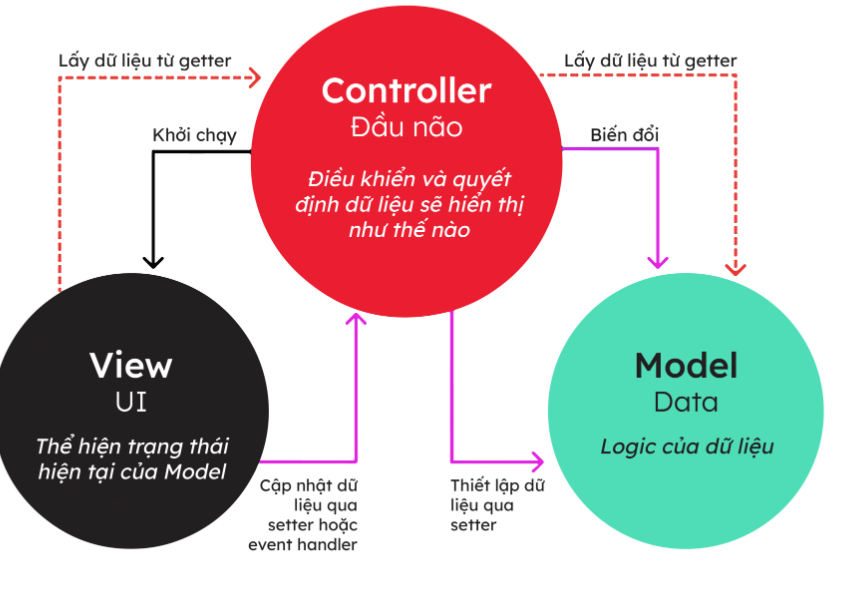 Lấy dữ liệu từ getter
Lấy dữ liệu từ getter
Controller
Đầu não
Điều khiển và quyết
định dữ liệu sẽ hiển thị
như thế nào
Khởi chạy
Biến đổi
View
UI
Thể hiện trạng thái
hiện tại của Model
Model
Data
Logic của dữ liệu
Cập nhật dữ
liệu qua
setter hoặc
event handler
Thiết lập dữ
liệu qua
setter